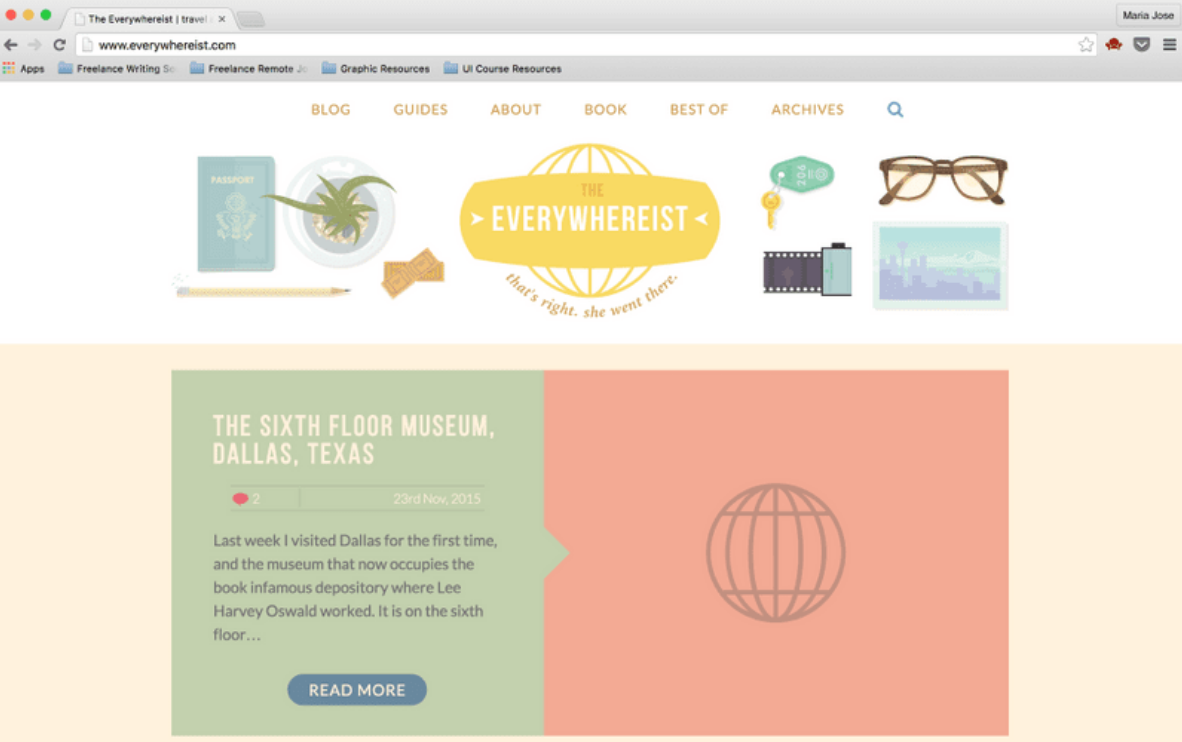 The Everywhereist | travel
Maria Jose
www.everywhereist.com
Apps Freelance Writing So Freelance Remote Jo Graphic Resources UI Course Resources
BLOG GUIDES ABOUT BOOK BEST OF ARCHIVES
PASSPORT
206
THE
EVERYWHEREIST
that's right. she went there.
THE SIXTH FLOOR MUSEUM,
DALLAS, TEXAS
2 23rd Nov, 2015
Last week I visited Dallas for the first time,
and the museum that now occupies the
book infamous depository where Lee
Harvey Oswald worked. It is on the sixth
floor…
READ MORE